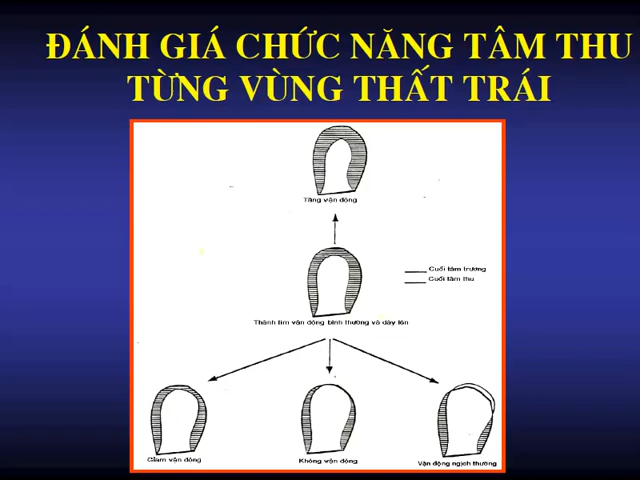 ĐÁNH GIÁ CHỨC NĂNG TÂM THU
TỪNG VÙNG THẤT TRÁI
Tăng vận động
Cuối tâm trương
Cuối tâm thu
Thành tim vận động bình thường và dày lên
Giảm vận động
Không vận động
Vận động nghịch thường